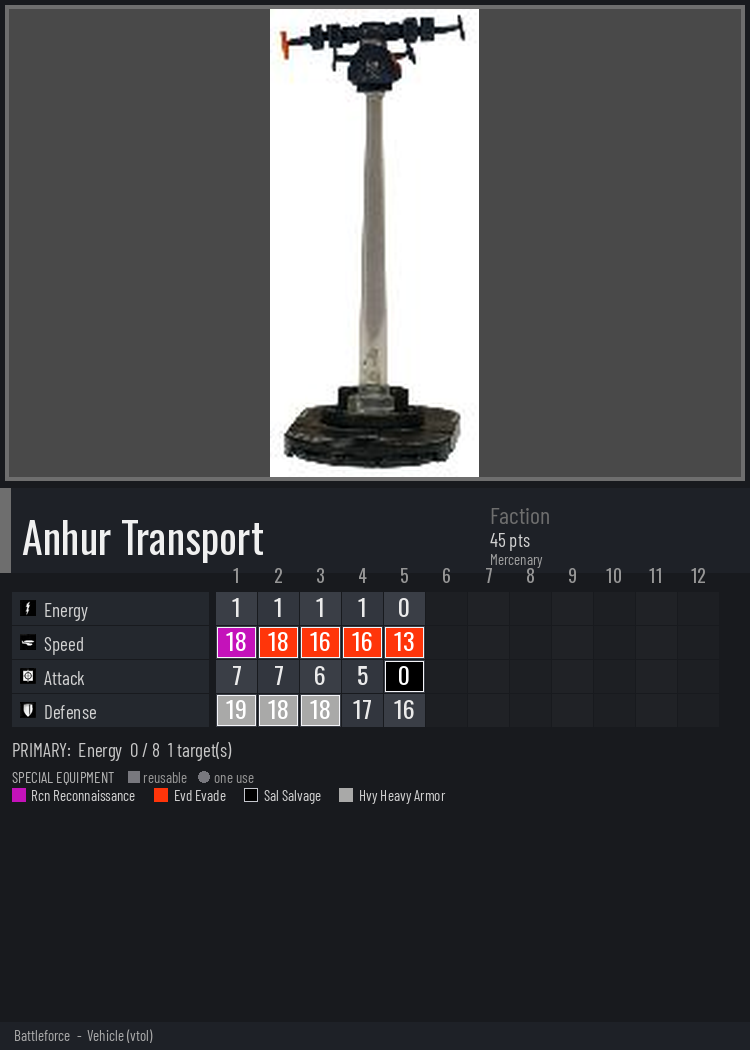 Anhur Transport
Faction
45 pts
Mercenary
1 2 3 4 5 6 7 8 9 10 11 12
Energy 1 1 1 1 0
Speed 18 18 16 16 13
Attack 7 7 6 5 0
Defense 19 18 18 17 16
PRIMARY: Energy 0 / 8 1 target(s)
SPECIAL EQUIPMENT reusable one use
Rcn Reconnaissance Evd Evade Sal Salvage Hvy Heavy Armor
Battleforce - Vehicle (vtol)